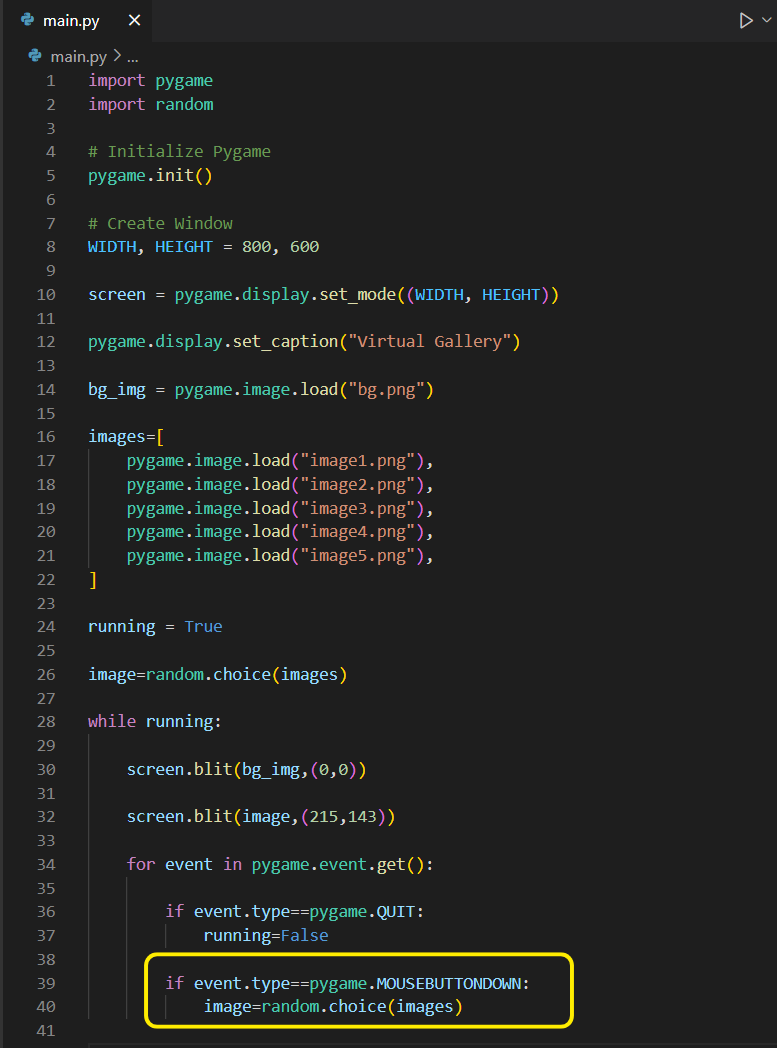 main.py ×
main.py > ...
1 import pygame
2 import random
3
4 # Initialize Pygame
5 pygame.init()
6
7 # Create Window
8 WIDTH, HEIGHT = 800, 600
9
10 screen = pygame.display.set_mode((WIDTH, HEIGHT))
11
12 pygame.display.set_caption("Virtual Gallery")
13
14 bg_img = pygame.image.load("bg.png")
15
16 images=[
17     pygame.image.load("image1.png"),
18     pygame.image.load("image2.png"),
19     pygame.image.load("image3.png"),
20     pygame.image.load("image4.png"),
21     pygame.image.load("image5.png"),
22 ]
23
24 running = True
25
26 image=random.choice(images)
27
28 while running:
29
30     screen.blit(bg_img,(0,0))
31
32     screen.blit(image,(215,143))
33
34     for event in pygame.event.get():
35
36         if event.type==pygame.QUIT:
37             running=False
38
39         if event.type==pygame.MOUSEBUTTONDOWN:
40             image=random.choice(images)
41